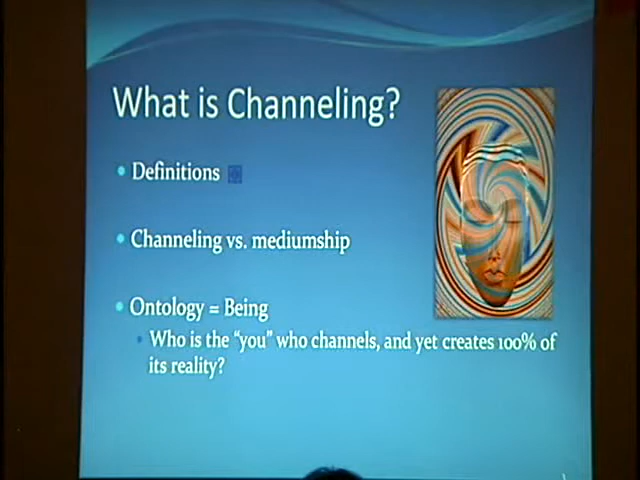 What is Channeling?
• Definitions
• Channeling vs. mediumship
• Ontology = Being
• Who is the "you" who channels, and yet creates 100% of
its reality?